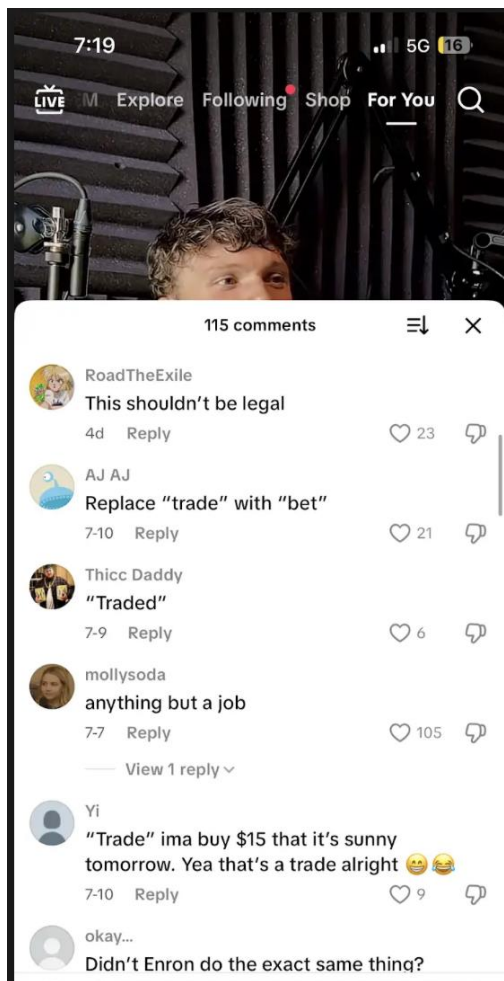 7:19
5G 16
LIVE M Explore Following Shop For You
115 comments
RoadTheExile
This shouldn't be legal
4d Reply 23
AJ AJ
Replace “trade” with “bet”
7-10 Reply 21
Thicc Daddy
“Traded”
7-9 Reply 6
mollysoda
anything but a job
7-7 Reply 105
View 1 reply
Yi
“Trade” ima buy $15 that it's sunny
tomorrow. Yea that's a trade alright 😁😂
7-10 Reply 9
okay...
Didn't Enron do the exact same thing?